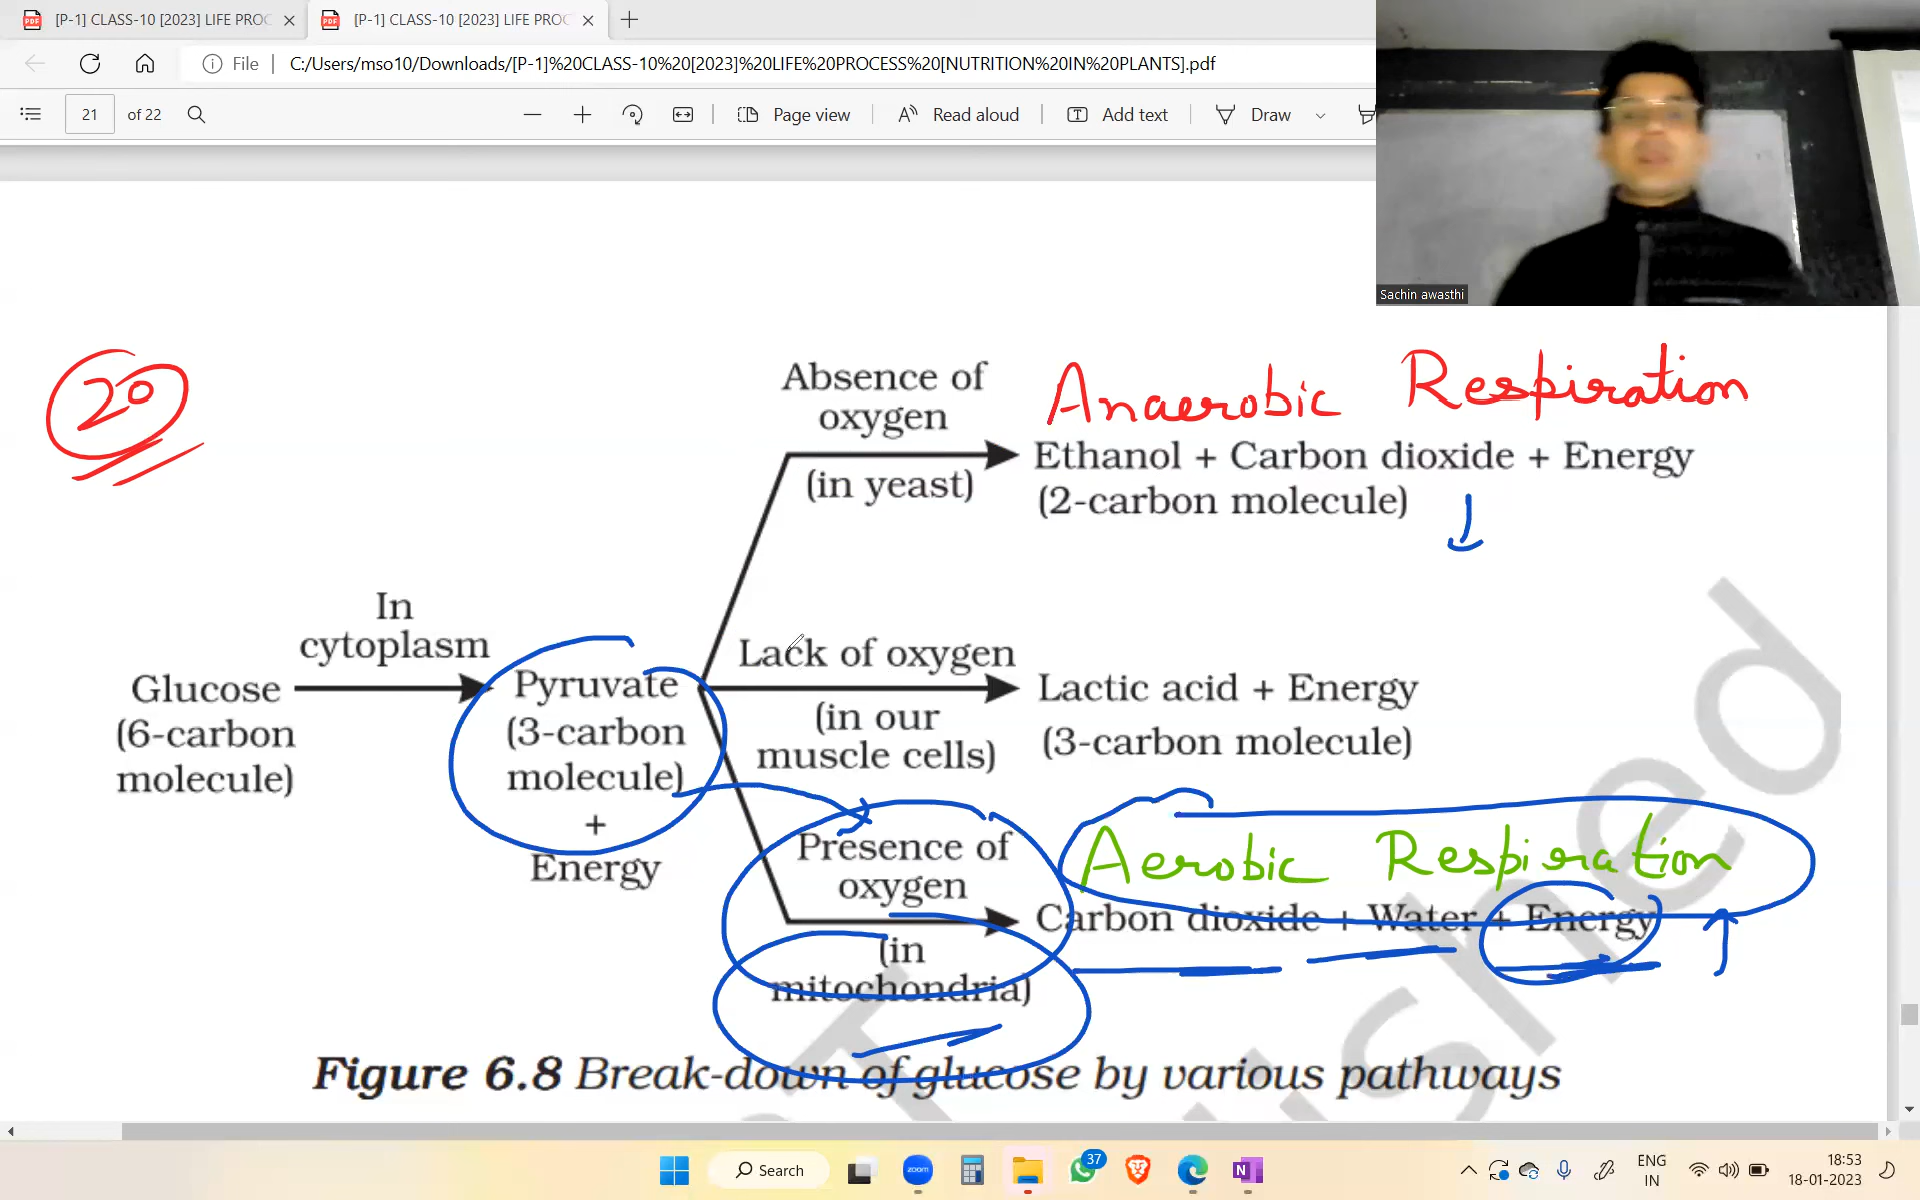 [P-1] CLASS-10 [2023] LIFE PROC
[P-1] CLASS-10 [2023] LIFE PROC
File
C:/Users/mso10/Downloads/[P-1]%20CLASS-10%20[2023]%20LIFE%20PROCESS%20[NUTRITION%20IN%20PLANTS].pdf
21 of 22
Page view
Read aloud
Add text
Draw
Sachin awasthi
20
Absence of
oxygen
(in yeast)
Anaerobic Respiration
Ethanol + Carbon dioxide + Energy
(2-carbon molecule)
In
cytoplasm
Glucose
(6-carbon
molecule)
Pyruvate
(3-carbon
molecule)
+
Energy
Lack of oxygen
(in our
muscle cells)
Lactic acid + Energy
(3-carbon molecule)
Presence of
oxygen
(in
mitochondria)
Aerobic Respiration
Carbon dioxide + Water + Energy
Figure 6.8 Break-down of glucose by various pathways
Search
zoom
37
N
ENG
IN
18:53
18-01-2023